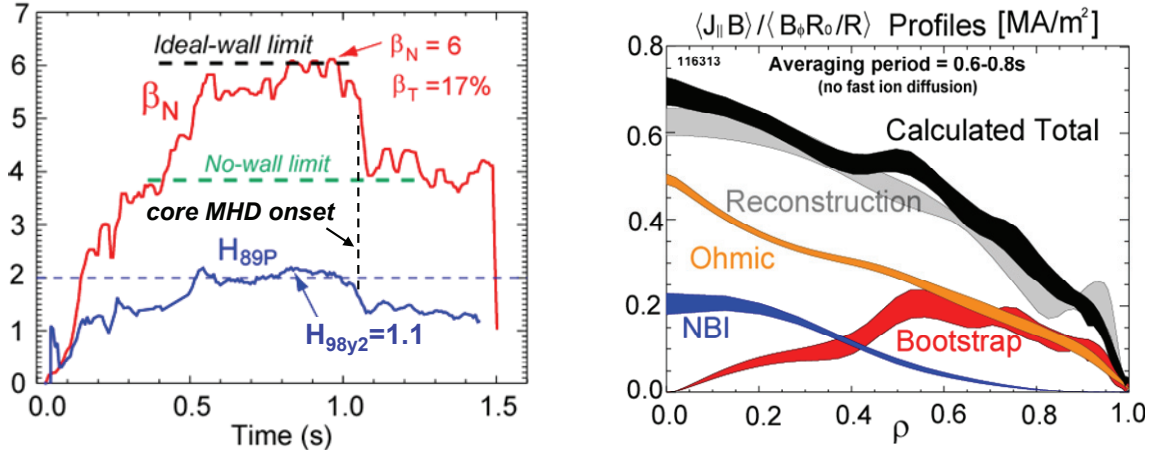 7
6
5
4
3
2
1
0
Ideal-wall limit
β_N = 6
β_T = 17%
β_N
No-wall limit
core MHD onset
H_89P
H_98y2=1.1
0.0
0.5
1.0
1.5
Time (s)
⟨J_|| B⟩/⟨ B_ϕ R_0 / R⟩ Profiles [MA/m²]
0.8
0.6
0.4
0.2
0.0
116313
Averaging period = 0.6-0.8s
(no fast ion diffusion)
Calculated Total
Reconstruction
Ohmic
NBI
Bootstrap
0.0
0.2
0.4
0.6
0.8
1.0
ρ